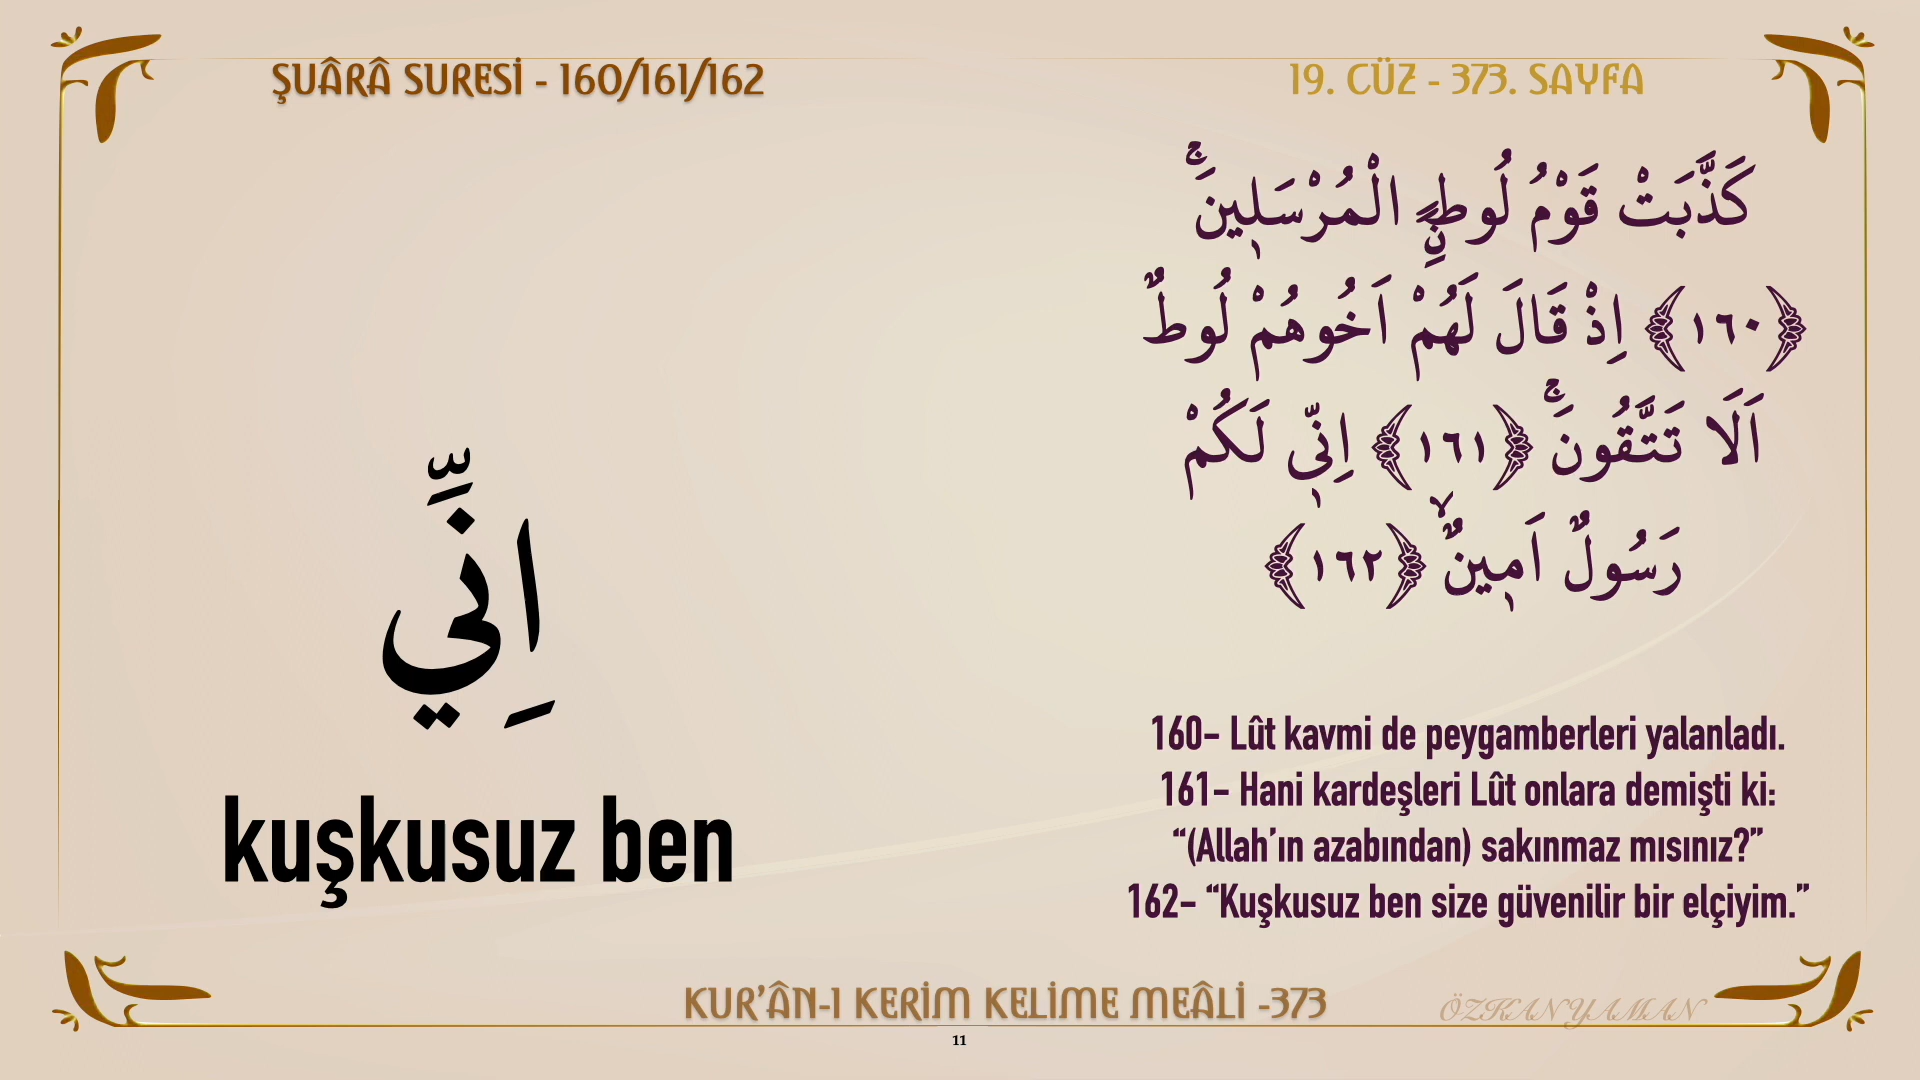 ŞUÂRÂ SURESİ - 160/161/162
19. CÜZ - 373. SAYFA
كَذَّبَتْ قَوْمُ لُوطٍۨ الْمُرْسَل۪ينَۚ
﴿١٦٠﴾ اِذْ قَالَ لَهُمْ اَخُوهُمْ لُوطٌ
اَلَا تَتَّقُونَۚ ﴿١٦١﴾ اِنّ۪ي لَكُمْ
رَسُولٌ اَم۪ينٌۙ ﴿١٦٢﴾
اِنِّي
kuşkusuz ben
160– Lût kavmi de peygamberleri yalanladı.
161– Hani kardeşleri Lût onlara demişti ki:
“(Allah’ın azabından) sakınmaz mısınız?”
162– “Kuşkusuz ben size güvenilir bir elçiyim.”
KUR’ÂN-I KERİM KELİME MEÂLİ -373
ÖZKAN YAMAN
11